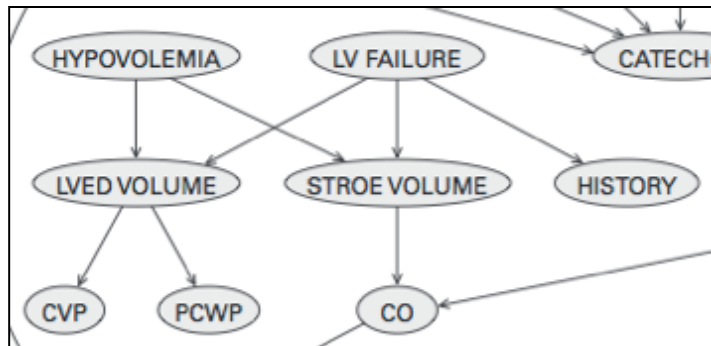 HYPOVOLEMIA LV FAILURE CATECH
LVED VOLUME STROE VOLUME HISTORY
CVP PCWP CO